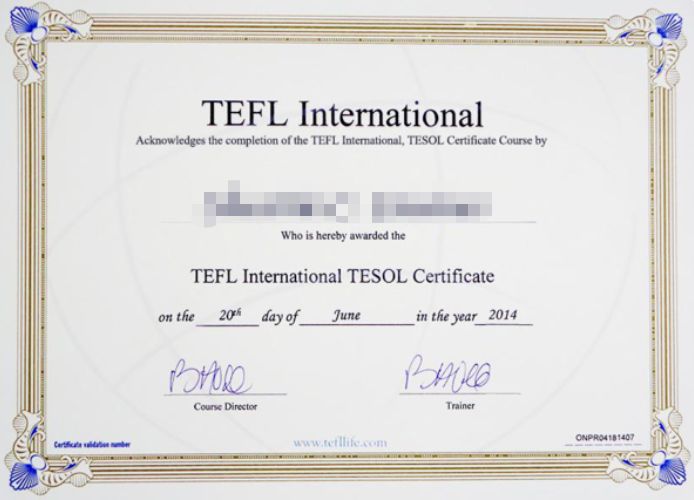 TEFL International
Acknowledges the completion of the TEFL International, TESOL Certificate Course by
Who is hereby awarded the
TEFL International TESOL Certificate
on the 20th day of June in the year 2014
Course Director
Trainer
Certificate validation number
www.tefllife.com
ONPR04181407